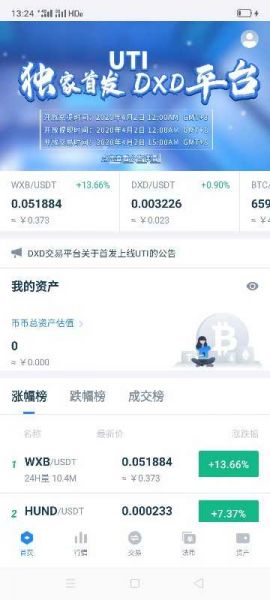 13:24
HD
UTI
独家首发 DXD平台
开放充提时间：2020年4月2日 12:00AM GMT+8
开放提现时间：2020年4月2日 12:00AM GMT+8
开放交易时间：2020年4月2日 15:00AM GMT+8
WXB/USDT +13.66%
0.051884
≈ ￥0.373
DXD/USDT +0.90%
0.003226
≈ ￥0.023
BTC/
659
≈ ￥4
DXD交易平台关于首发上线UTI的公告
我的资产
币币总资产估值 >
0
≈ ￥0.000
涨幅榜 跌幅榜 成交榜
名称 最新价 涨跌幅
1 WXB/USDT 0.051884 +13.66%
24H量 10.4M ≈ ￥0.373
2 HUND/USDT 0.000233 +7.37%
首页 行情 交易 法币 资产